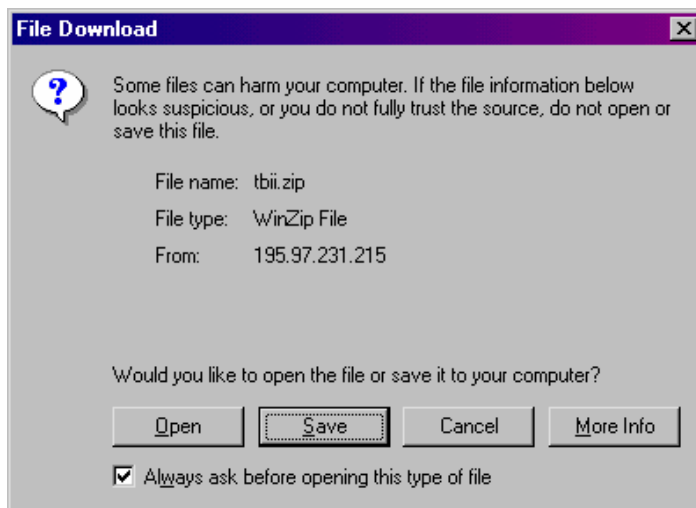 File Download
Some files can harm your computer. If the file information below
looks suspicious, or you do not fully trust the source, do not open or
save this file.
File name: tbii.zip
File type: WinZip File
From: 195.97.231.215
Would you like to open the file or save it to your computer?
Open Save Cancel More Info
Always ask before opening this type of file